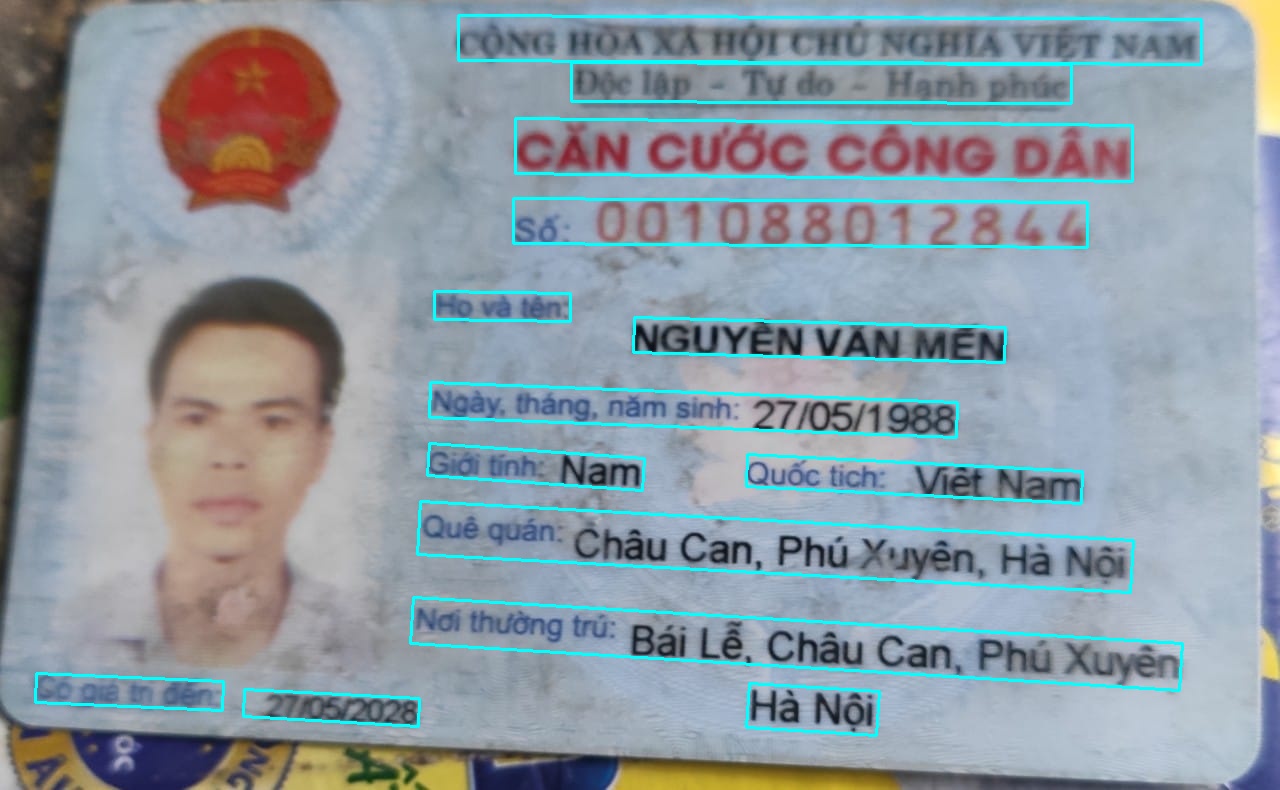 CỘNG HÒA XÃ HỘI CHỦ NGHĨA VIỆT NAM
Độc lập - Tự do - Hạnh phúc
CĂN CƯỚC CÔNG DÂN
Số: 001088012844
Họ và tên:
NGUYỄN VĂN MẾN
Ngày, tháng, năm sinh: 27/05/1988
Giới tính: Nam Quốc tịch: Việt Nam
Quê quán: Châu Can, Phú Xuyên, Hà Nội
Nơi thường trú: Bái Lễ, Châu Can, Phú Xuyên
Hà Nội
Có giá trị đến: 27/05/2028